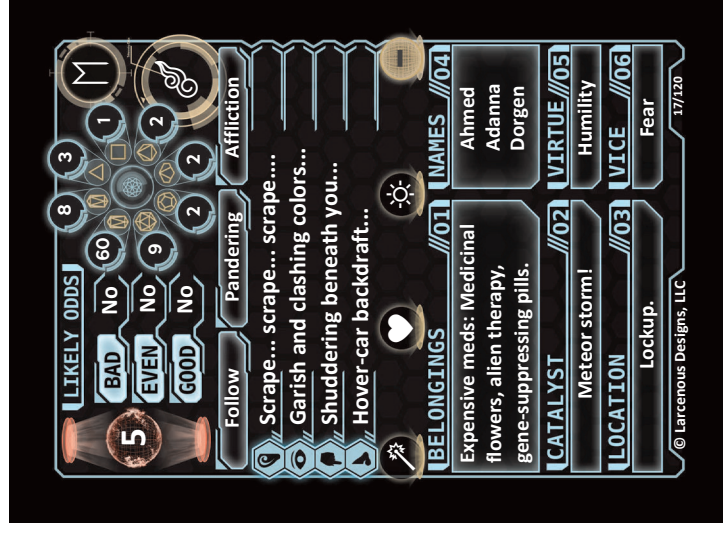 5
LIKELY ODDS
BAD No
EVEN No
GOOD No
8
3
1
2
2
2
9
60
Follow
Pandering
Affliction
Scrape... scrape... scrape....
Garish and clashing colors...
Shuddering beneath you...
Hover-car backdraft...
BELONGINGS ///01
Expensive meds: Medicinal
flowers, alien therapy,
gene-suppressing pills.
NAMES ///04
Ahmed
Adanna
Dorgen
CATALYST ///02
Meteor storm!
VIRTUE ///05
Humility
LOCATION ///03
Lockup.
VICE ///06
Fear
© Larcenous Designs, LLC
17/120